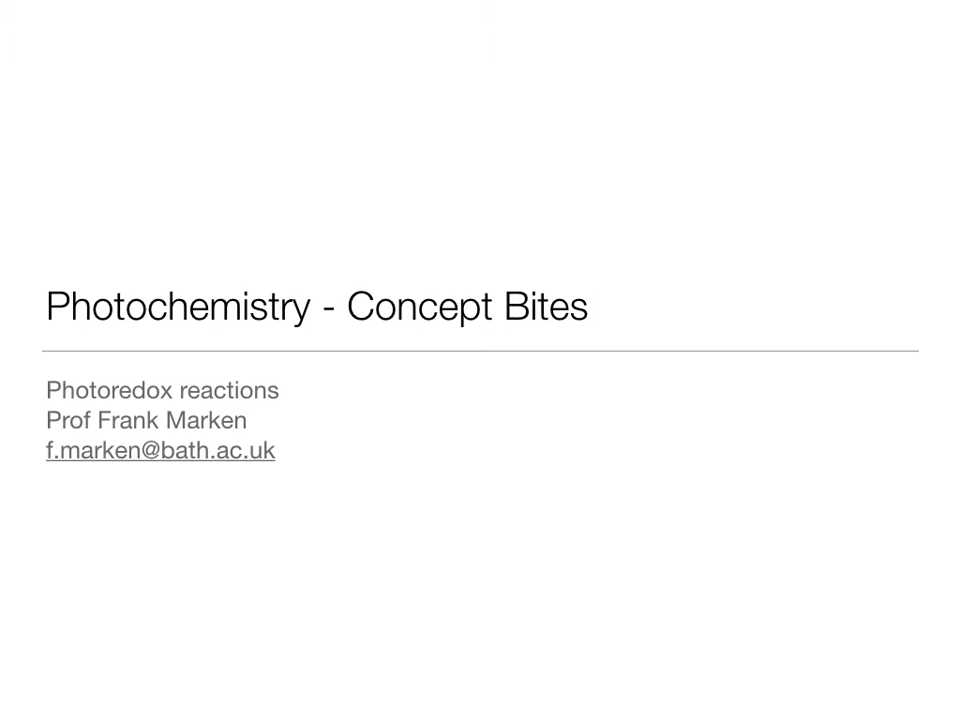 Photochemistry - Concept Bites
Photoredox reactions
Prof Frank Marken
f.marken@bath.ac.uk